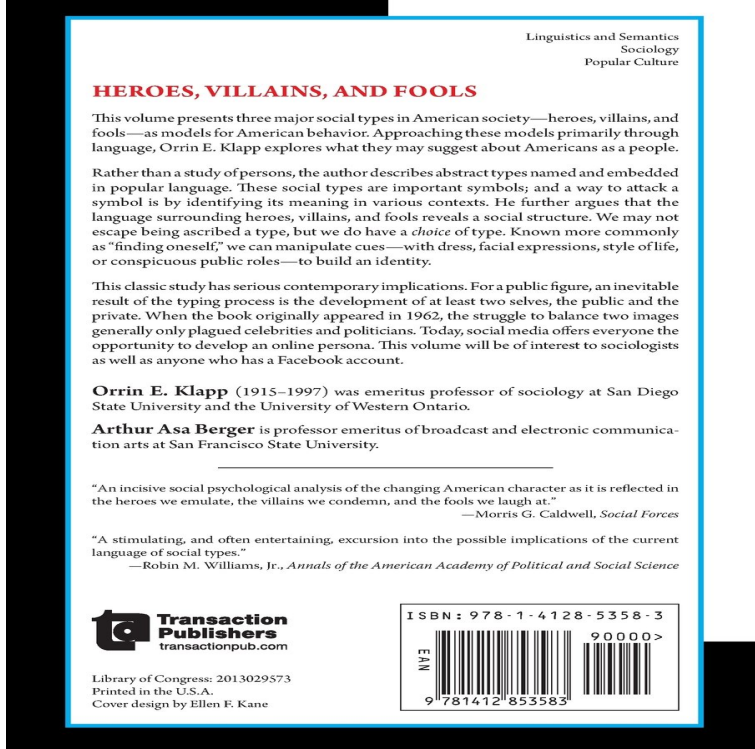 Linguistics and Semantics
Sociology
Popular Culture
HEROES, VILLAINS, AND FOOLS
This volume presents three major social types in American society—heroes, villains, and
fools—as models for American behavior. Approaching these models primarily through
language, Orrin E. Klapp explores what they may suggest about Americans as a people.
Rather than a study of persons, the author describes abstract types named and embedded
in popular language. These social types are important symbols; and a way to attack a
symbol is by identifying its meaning in various contexts. He further argues that the
language surrounding heroes, villains, and fools reveals a social structure. We may not
escape being ascribed a type, but we do have a choice of type. Known more commonly
as “finding oneself,” we can manipulate cues—with dress, facial expressions, style of life,
or conspicuous public roles—to build an identity.
This classic study has serious contemporary implications. For a public figure, an inevitable
result of the typing process is the development of at least two selves, the public and the
private. When the book originally appeared in 1962, the struggle to balance two images
generally only plagued celebrities and politicians. Today, social media offers everyone the
opportunity to develop an online persona. This volume will be of interest to sociologists
as well as anyone who has a Facebook account.
Orrin E. Klapp (1915–1997) was emeritus professor of sociology at San Diego
State University and the University of Western Ontario.
Arthur Asa Berger is professor emeritus of broadcast and electronic communica-
tion arts at San Francisco State University.
“An incisive social psychological analysis of the changing American character as it is reflected in
the heroes we emulate, the villains we condemn, and the fools we laugh at.”
—Morris G. Caldwell, Social Forces
“A stimulating, and often entertaining, excursion into the possible implications of the current
language of social types.”
—Robin M. Williams, Jr., Annals of the American Academy of Political and Social Science
Transaction
Publishers
transactionpub.com
Library of Congress: 2013029573
Printed in the U.S.A.
Cover design by Ellen F. Kane
ISBN: 978-1-4128-5358-3
90000>
EAN
9 781412 853583